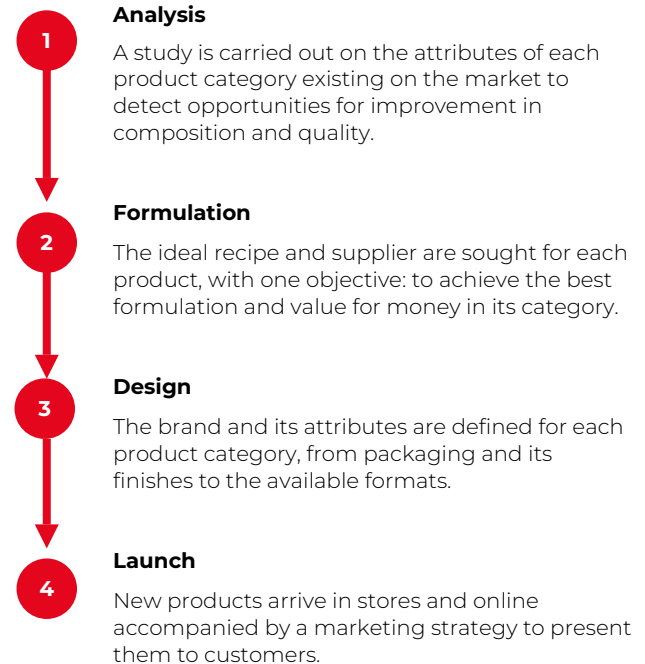 1
Analysis
A study is carried out on the attributes of each
product category existing on the market to
detect opportunities for improvement in
composition and quality.
2
Formulation
The ideal recipe and supplier are sought for each
product, with one objective: to achieve the best
formulation and value for money in its category.
3
Design
The brand and its attributes are defined for each
product category, from packaging and its
finishes to the available formats.
4
Launch
New products arrive in stores and online
accompanied by a marketing strategy to present
them to customers.